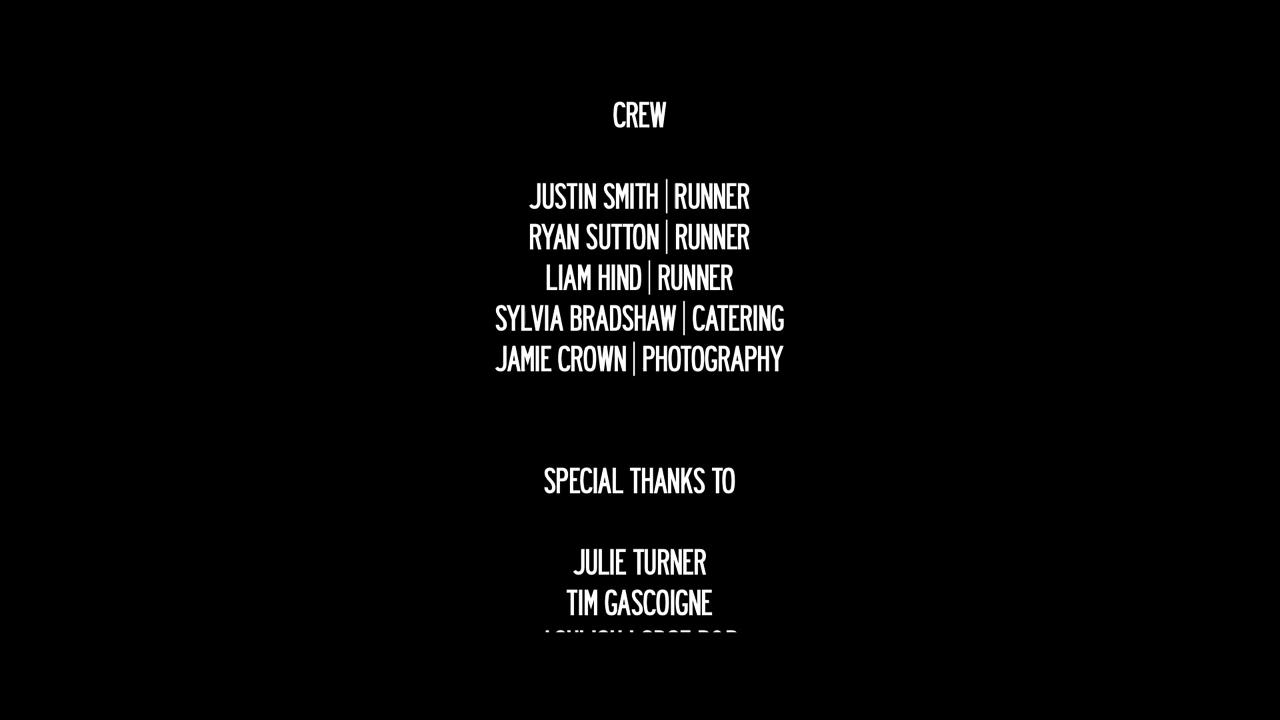 CREW
JUSTIN SMITH | RUNNER
RYAN SUTTON | RUNNER
LIAM HIND | RUNNER
SYLVIA BRADSHAW | CATERING
JAMIE CROWN | PHOTOGRAPHY
SPECIAL THANKS TO
JULIE TURNER
TIM GASCOIGNE